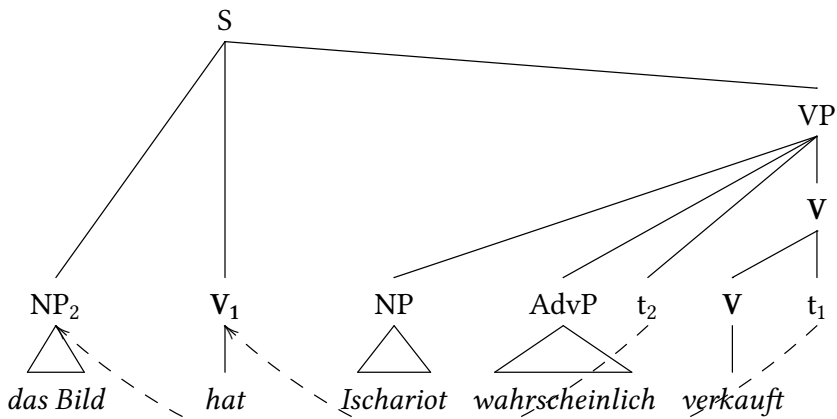 S
VP
V
NP₂ V₁ NP AdvP t₂ V t₁
das Bild hat Ischariot wahrscheinlich verkauft